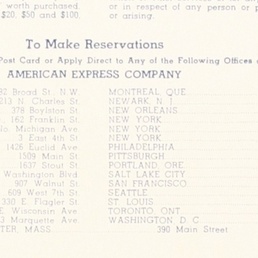 worth purchased.
$20. $50 and $100,
or in respect of any person or p
or arising.
To Make Reservations
Post Card or Apply Direct to Any of the Following Offices o
AMERICAN EXPRESS COMPANY
92 Broad St. N.W.
213 N. Charles St.
378 Boylston St.
162 Franklin St.
o. Michigan Ave.
3 East 4th St.
1426 Euclid Ave.
1509 Main St.
1637 Stout St.
Washington Blvd.
907 Walnut St.
609 West 7th St.
330 E. Flagler St.
E. Wisconsin Ave.
3 Marquette Ave.
TER, MASS.
MONTREAL, QUE.
NEWARK, N. J.
NEW ORLEANS
NEW YORK
NEW YORK
NEW YORK
PHILADELPHIA
PITTSBURGH
PORTLAND, ORE.
SALT LAKE CITY
SAN FRANCISCO
SEATTLE
ST. LOUIS
TORONTO, ONT.
WASHINGTON, D. C.
390 Main Street